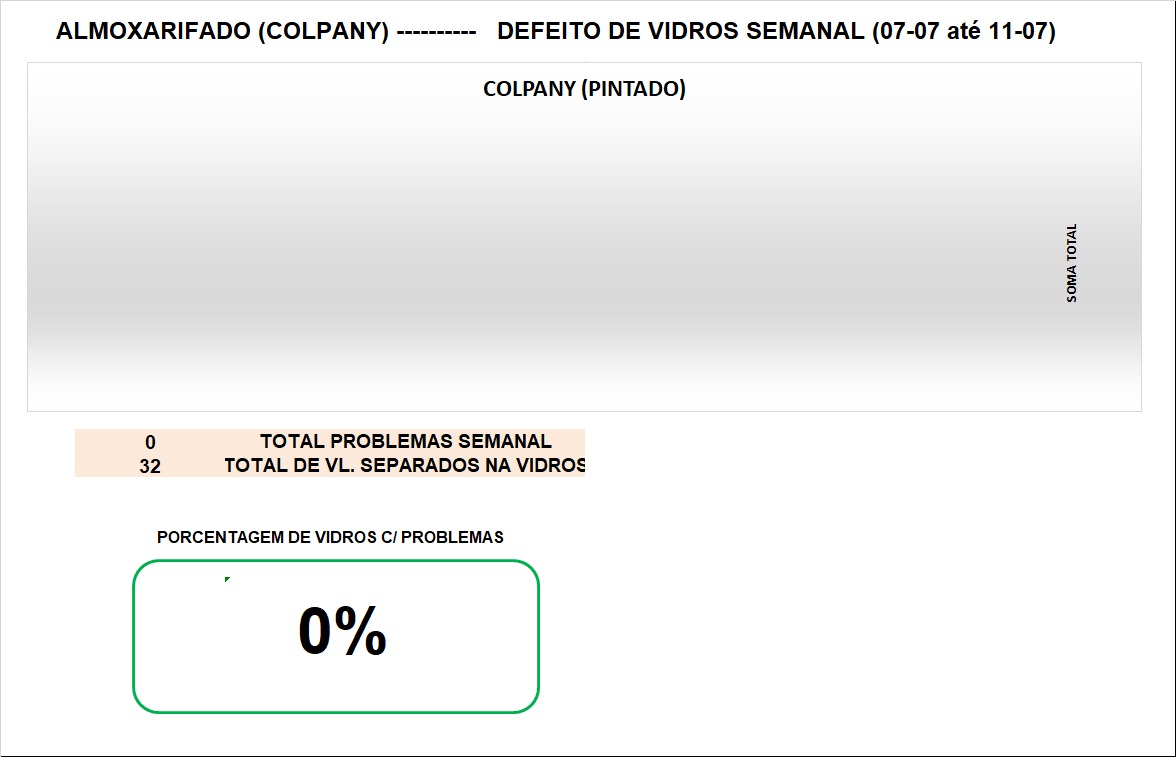 ALMOXARIFADO (COLPANY) ---------- DEFEITO DE VIDROS SEMANAL (07-07 até 11-07)
COLPANY (PINTADO)
SOMA TOTAL
0 TOTAL PROBLEMAS SEMANAL
32 TOTAL DE VL. SEPARADOS NA VIDROS
PORCENTAGEM DE VIDROS C/ PROBLEMAS
0%